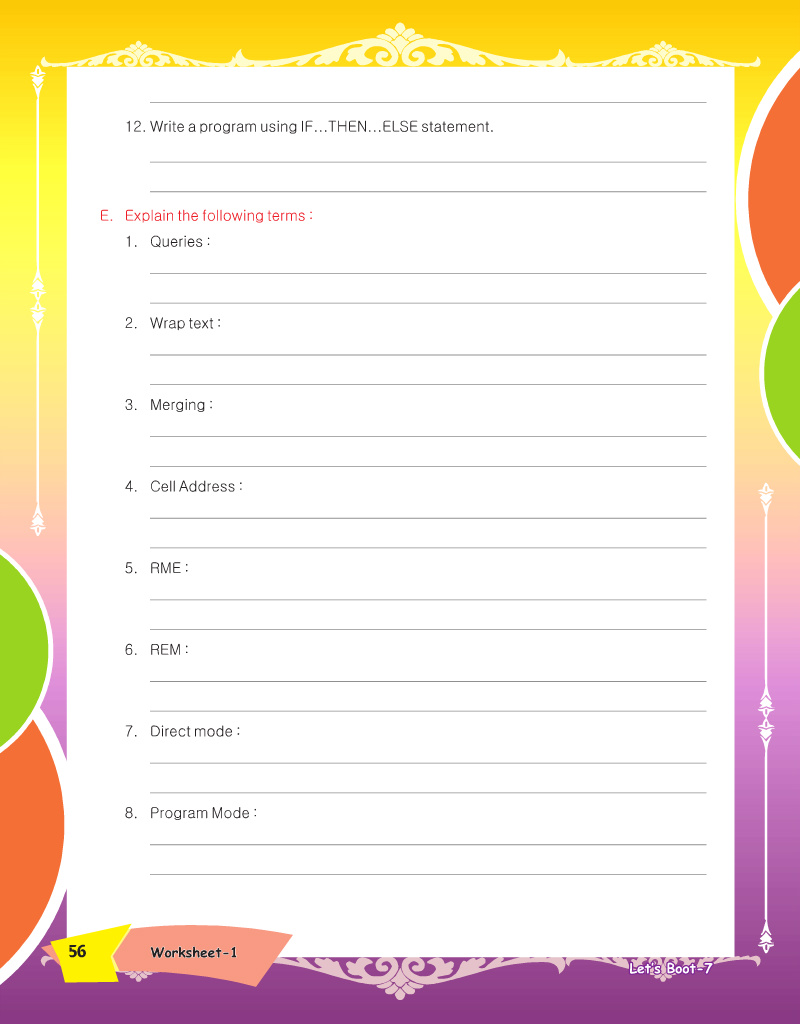 12. Write a program using IF...THEN...ELSE statement.
E. Explain the following terms :
1. Queries :
2. Wrap text :
3. Merging :
4. Cell Address :
5. RME :
6. REM :
7. Direct mode :
8. Program Mode :
56 Worksheet-1
Let's Boot-7